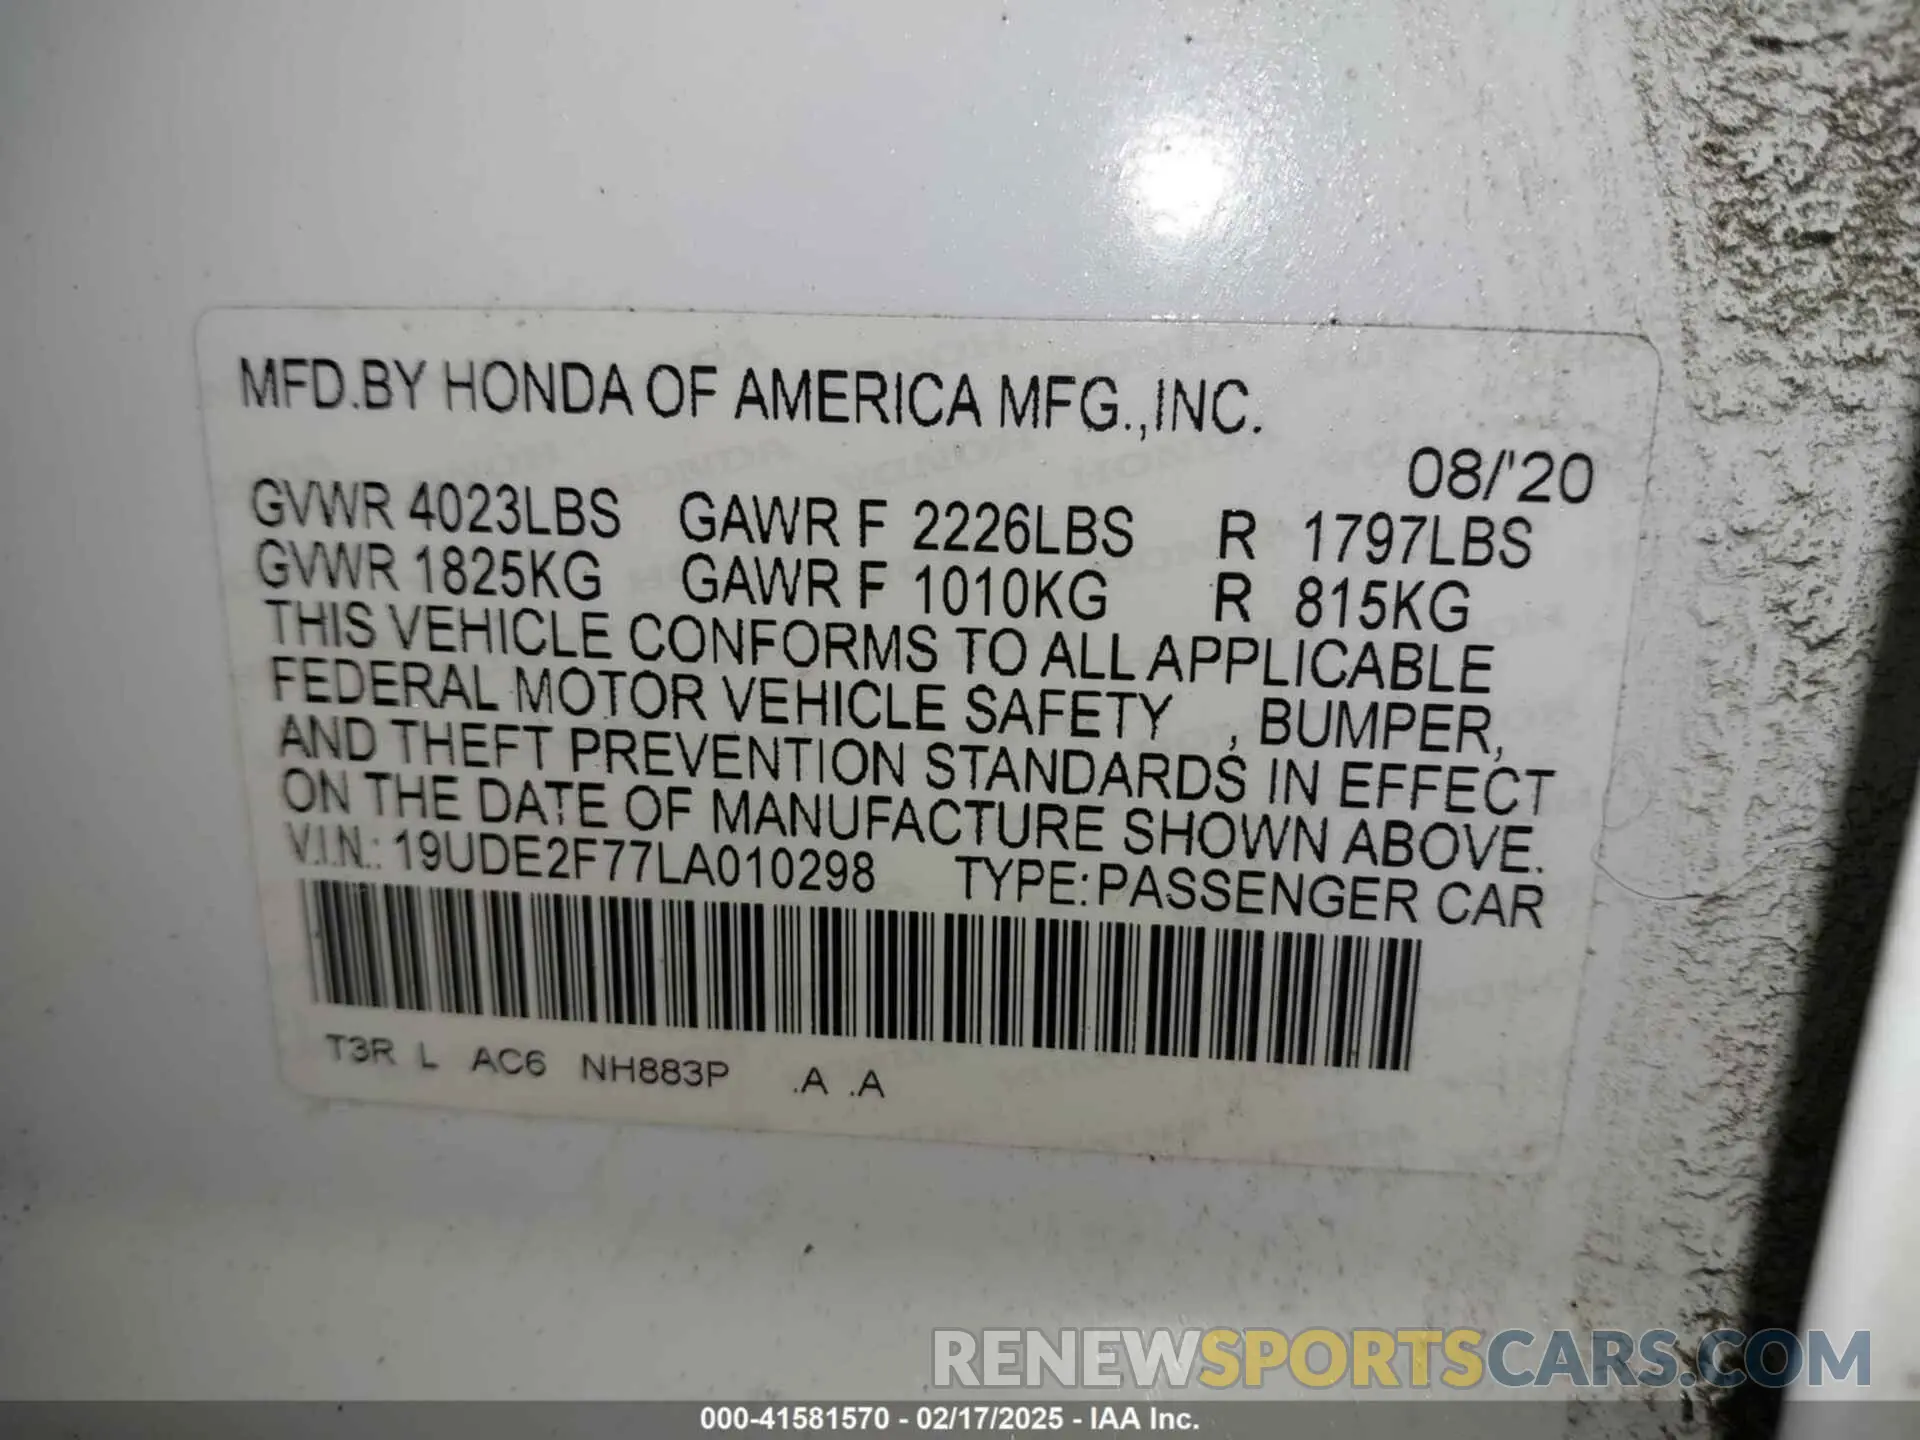 MFD.BY HONDA OF AMERICA MFG.,INC.
08/'20
GVWR 4023LBS GAWR F 2226LBS R 1797LBS
GVWR 1825KG GAWR F 1010KG R 815KG
THIS VEHICLE CONFORMS TO ALL APPLICABLE
FEDERAL MOTOR VEHICLE SAFETY , BUMPER,
AND THEFT PREVENTION STANDARDS IN EFFECT
ON THE DATE OF MANUFACTURE SHOWN ABOVE.
V.I.N.: 19UDE2F77LA010298 TYPE:PASSENGER CAR
T3R L AC6 NH883P .A .A
RENEWSPORTSCARS.COM
000-41581570 - 02/17/2025 - IAA Inc.